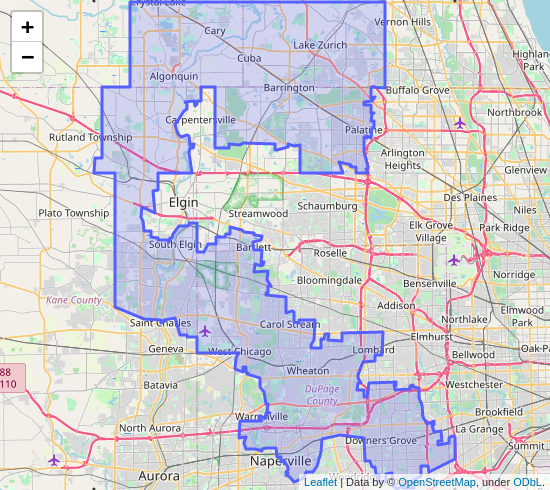 Crystal Lake
Vernon Hills
+
Cary
Lake Zurich
Highland
Park
−
Cuba
Algonquin
Barrington
Buffalo Grove
Northbrook
Carpentersville
Palatine
Rutland Township
Arlington
Heights
Glenview
Elgin
Schaumburg
Des Plaines
Plato Township
Streamwood
Niles
Elk Grove
Village
Park Ridge
South Elgin
Bartlett
Roselle
Norridge
Bloomingdale
Bensenville
Kane County
Addison
Elmwood
Park
Saint Charles
Carol Stream
Northlake
Elmhurst
Geneva
West Chicago
Lombard
Bellwood
Oak Pa
88
110
Wheaton
Batavia
Westchester
DuPage
County
Brookfield
Warrenville
North Aurora
La Grange
Downers Grove
Summit
Naperville
Aurora
Leaflet | Data by © OpenStreetMap, under ODbL.